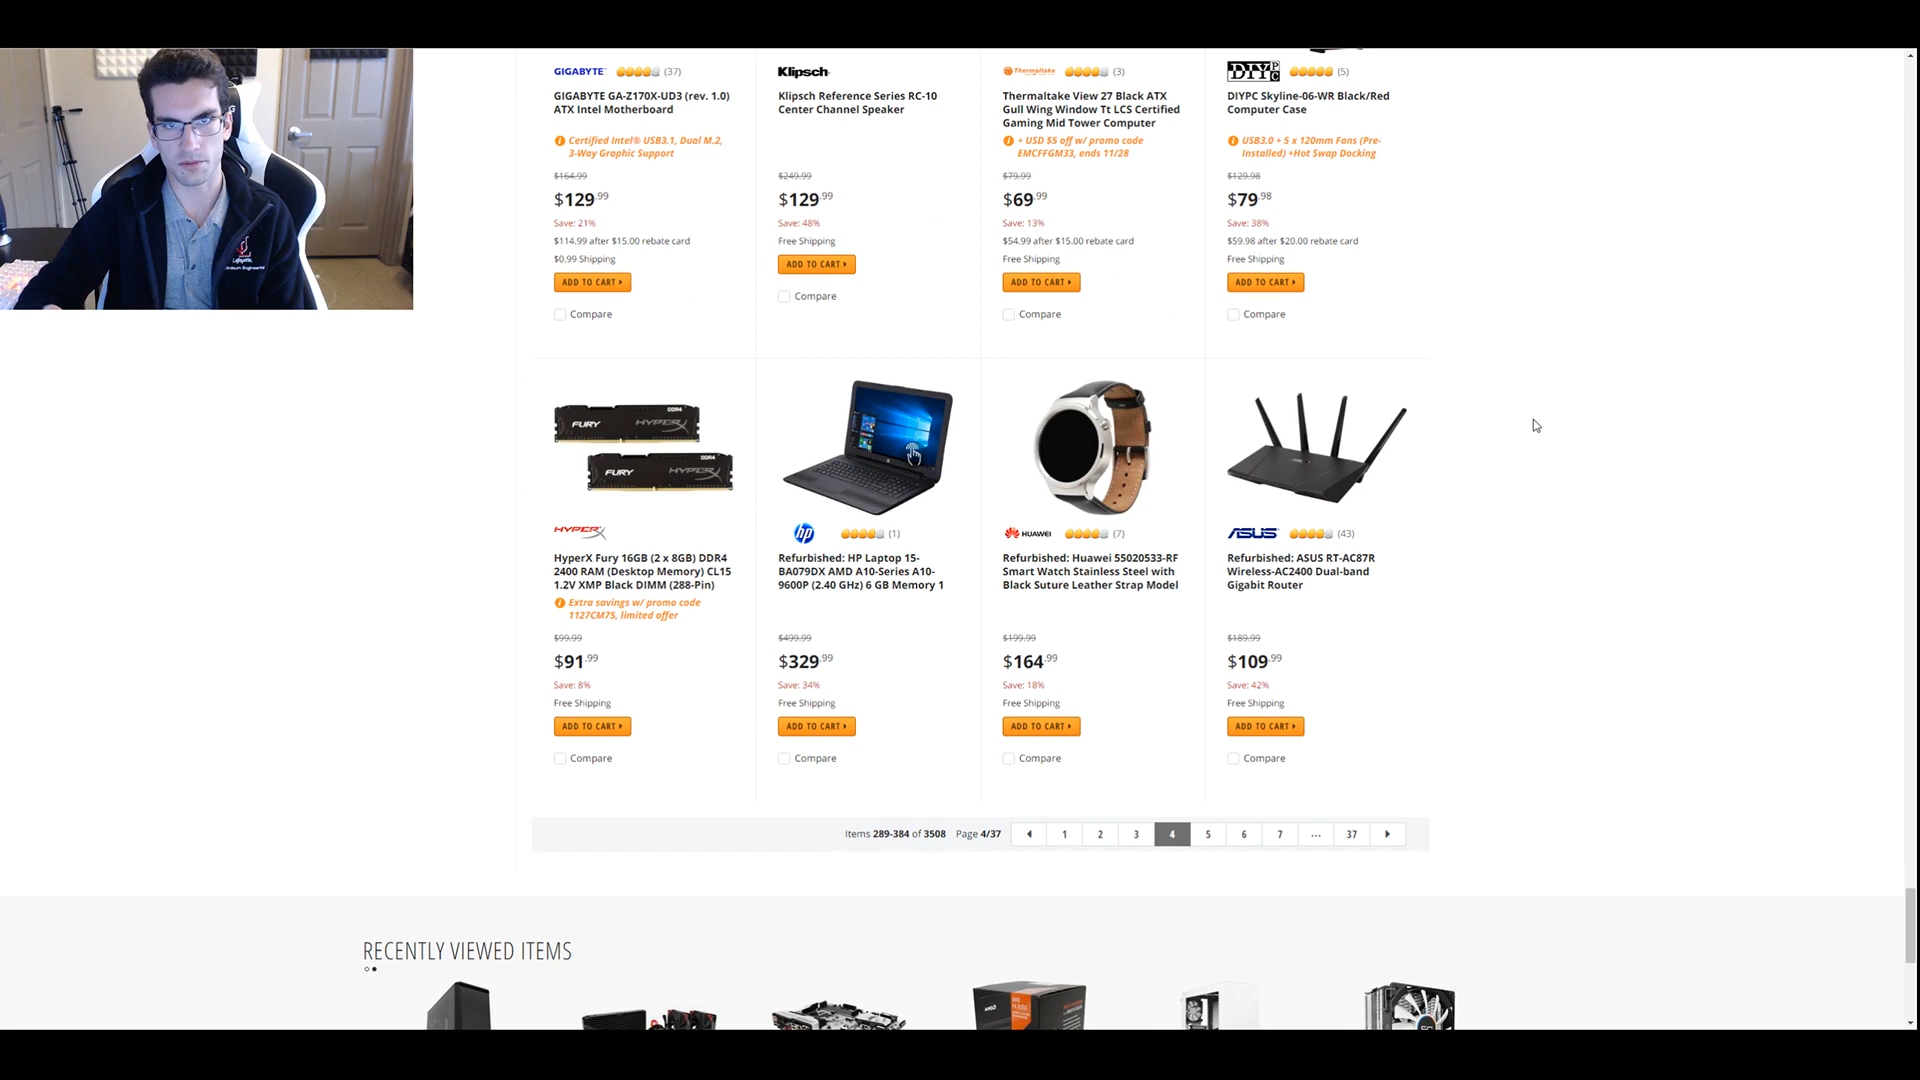 GIGABYTE (37)
GIGABYTE GA-Z170X-UD3 (rev. 1.0)
ATX Intel Motherboard
Certified Intel® USB3.1, Dual M.2,
3-Way Graphic Support
$164.99
$129.99
Save: 21%
$114.99 after $15.00 rebate card
$0.99 Shipping
ADD TO CART
Compare
Klipsch
Klipsch Reference Series RC-10
Center Channel Speaker
$249.99
$129.99
Save: 48%
Free Shipping
ADD TO CART
Compare
Thermaltake (3)
Thermaltake View 27 Black ATX
Gull Wing Window Tt LCS Certified
Gaming Mid Tower Computer
+ USD $5 off w/ promo code
EMCFFGM33, ends 11/28
$79.99
$69.99
Save: 13%
$54.99 after $15.00 rebate card
Free Shipping
ADD TO CART
Compare
DIYPC (5)
DIYPC Skyline-06-WR Black/Red
Computer Case
USB3.0 + 5 x 120mm Fans (Pre-
Installed) +Hot Swap Docking
$129.98
$79.98
Save: 38%
$59.98 after $20.00 rebate card
Free Shipping
ADD TO CART
Compare
Lafayette
DDR4
FURY HYPERX
DDR4
FURY HYPERX
HYPERX
HyperX Fury 16GB (2 x 8GB) DDR4
2400 RAM (Desktop Memory) CL15
1.2V XMP Black DIMM (288-Pin)
Extra savings w/ promo code
1127CM75, limited offer
$99.99
$91.99
Save: 8%
Free Shipping
ADD TO CART
Compare
hp (1)
Refurbished: HP Laptop 15-
BA079DX AMD A10-Series A10-
9600P (2.40 GHz) 6 GB Memory 1
$499.99
$329.99
Save: 34%
Free Shipping
ADD TO CART
Compare
HUAWEI (7)
Refurbished: Huawei 55020533-RF
Smart Watch Stainless Steel with
Black Suture Leather Strap Model
$199.99
$164.99
Save: 18%
Free Shipping
ADD TO CART
Compare
ASUS (43)
Refurbished: ASUS RT-AC87R
Wireless-AC2400 Dual-band
Gigabit Router
$189.99
$109.99
Save: 42%
Free Shipping
ADD TO CART
Compare
Items 289-384 of 3508 Page 4/37 1 2 3 4 5 6 7 ... 37
RECENTLY VIEWED ITEMS
AMD